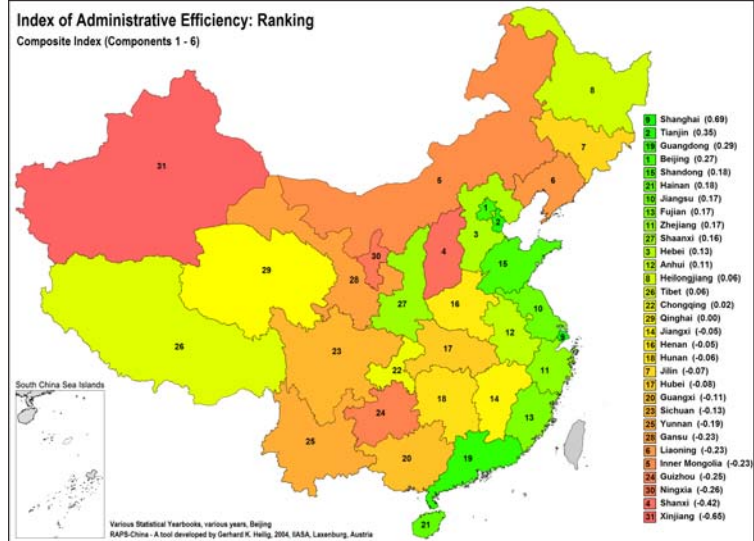 Index of Administrative Efficiency: Ranking
Composite Index (Components 1 - 6)
8
31
7
5
6
1
2
3
4
30
15
29
28
27
16
10
9
26
12
23
17
22
11
18
14
24
13
25
20
19
21
9 Shanghai (0.69)
2 Tianjin (0.35)
19 Guangdong (0.29)
1 Beijing (0.27)
15 Shandong (0.18)
21 Hainan (0.18)
10 Jiangsu (0.17)
13 Fujian (0.17)
11 Zhejiang (0.17)
27 Shaanxi (0.16)
3 Hebei (0.13)
12 Anhui (0.11)
8 Heilongjiang (0.06)
26 Tibet (0.06)
22 Chongqing (0.02)
29 Qinghai (0.00)
14 Jiangxi (-0.05)
16 Henan (-0.05)
18 Hunan (-0.06)
7 Jilin (-0.07)
17 Hubei (-0.08)
20 Guangxi (-0.11)
23 Sichuan (-0.13)
25 Yunnan (-0.19)
28 Gansu (-0.23)
6 Liaoning (-0.23)
5 Inner Mongolia (-0.23)
24 Guizhou (-0.25)
30 Ningxia (-0.26)
4 Shanxi (-0.42)
31 Xinjiang (-0.65)
South China Sea Islands
Various Statistical Yearbooks, various years, Beijing
RAPS-China - A tool developed by Gerhard K. Heilig, 2004, IIASA, Laxenburg, Austria